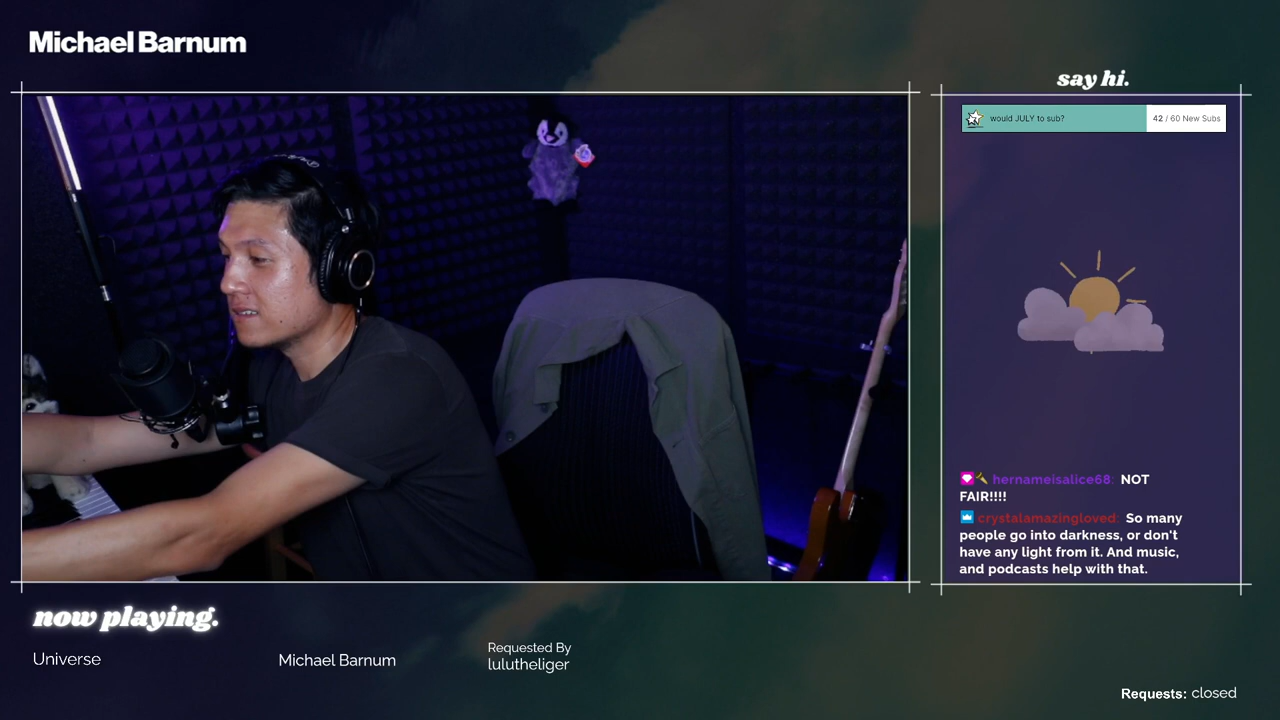 Michael Barnum
say hi.
would JULY to sub?
42 / 60 New Subs
hernameisalice68: NOT
FAIR!!!!
crystalamazingloved: So many
people go into darkness, or don't
have any light from it. And music,
and podcasts help with that.
now playing.
Universe
Michael Barnum
Requested By
lulutheliger
Requests: closed